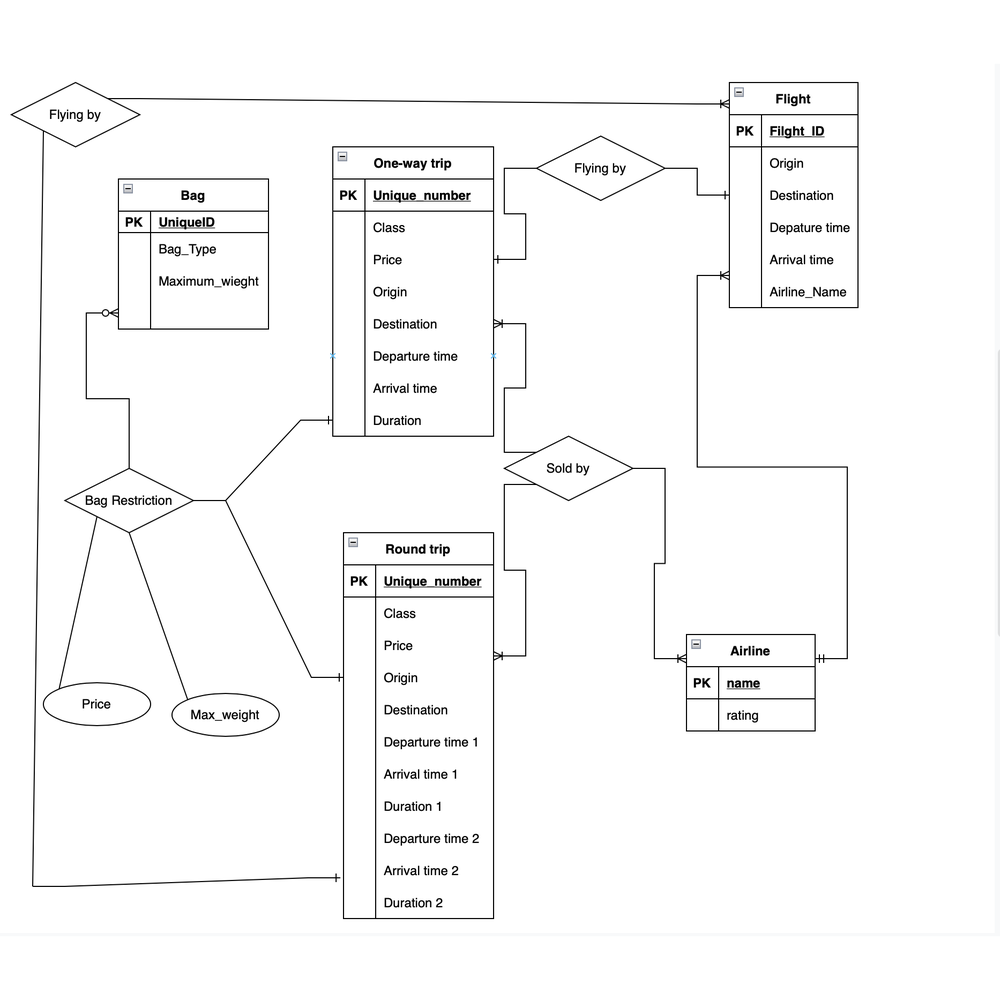 Flying by
Flight
PK Filght_ID
Origin
Destination
Depature time
Arrival time
Airline_Name
Flying by
One-way trip
PK Unique_number
Class
Price
Origin
Destination
Departure time
Arrival time
Duration
Bag
PK UniqueID
Bag_Type
Maximum_wieght
Sold by
Bag Restriction
Price
Max_weight
Round trip
PK Unique_number
Class
Price
Origin
Destination
Departure time 1
Arrival time 1
Duration 1
Departure time 2
Arrival time 2
Duration 2
Airline
PK name
rating